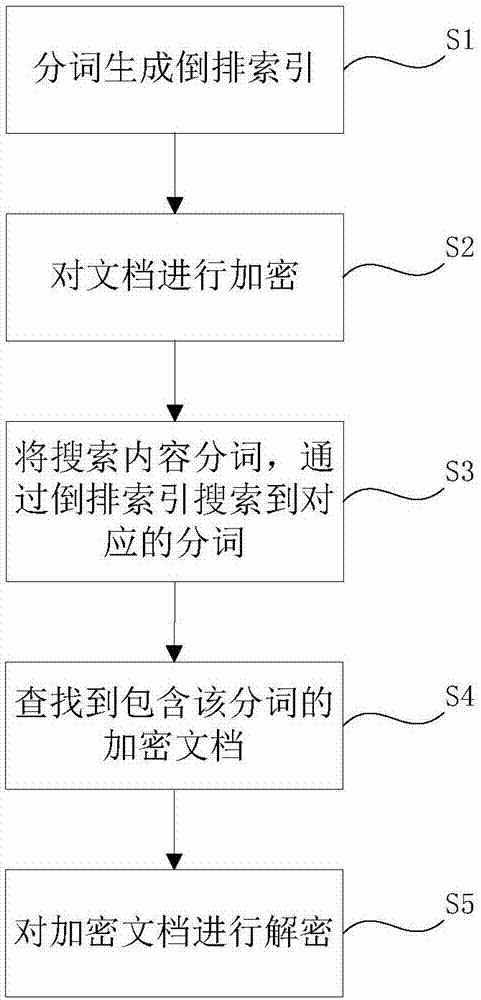 分词生成倒排索引
S1
对文档进行加密
S2
将搜索内容分词，通
过倒排索引搜索到对
应的分词
S3
查找到包含该分词的
加密文档
S4
对加密文档进行解密
S5